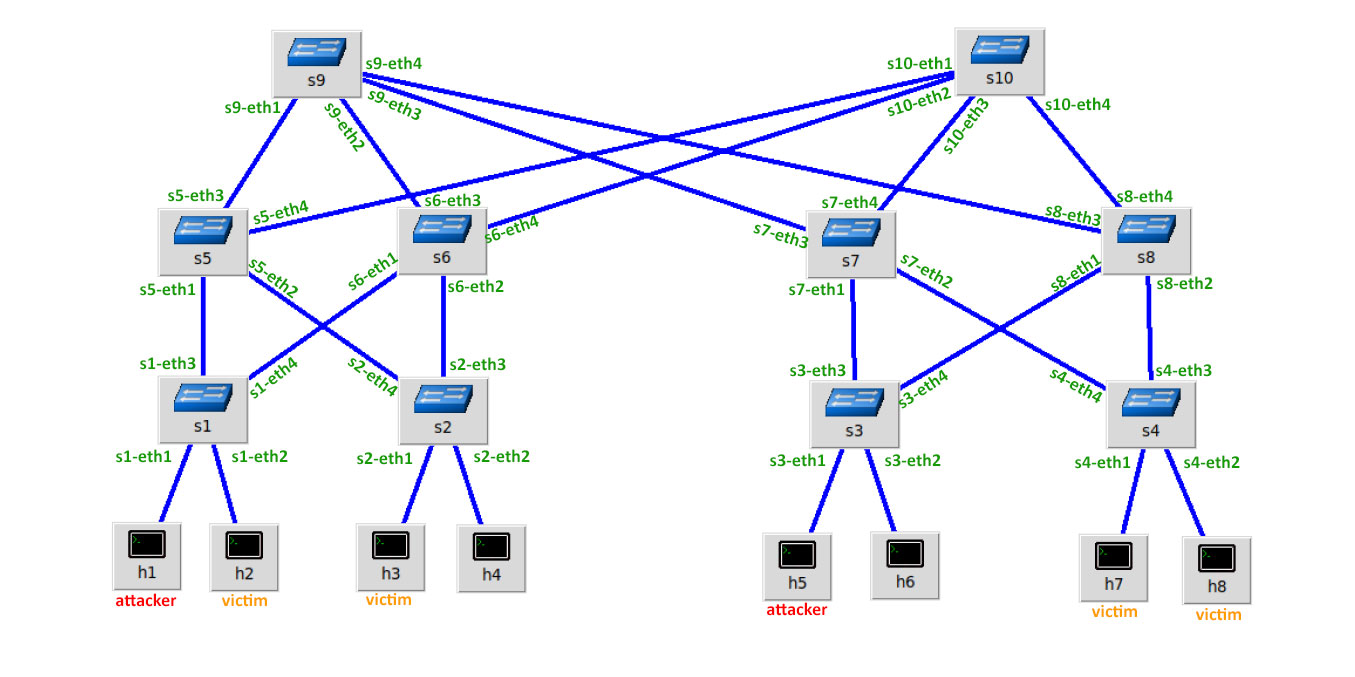 s9-eth4
s10-eth1
s9
s10
s9-eth1
s9-eth2
s9-eth3
s10-eth2
s10-eth3
s10-eth4
s5-eth3
s5-eth4
s6-eth3
s6-eth4
s7-eth4
s7-eth3
s8-eth4
s8-eth3
s5
s6
s7
s8
s5-eth1
s5-eth2
s6-eth1
s6-eth2
s7-eth1
s7-eth2
s8-eth1
s8-eth2
s1-eth3
s1-eth4
s2-eth4
s2-eth3
s3-eth3
s3-eth4
s4-eth4
s4-eth3
s1
s2
s3
s4
s1-eth1
s1-eth2
s2-eth1
s2-eth2
s3-eth1
s3-eth2
s4-eth1
s4-eth2
h1
h2
h3
h4
h5
h6
h7
h8
attacker
victim
victim
attacker
victim
victim